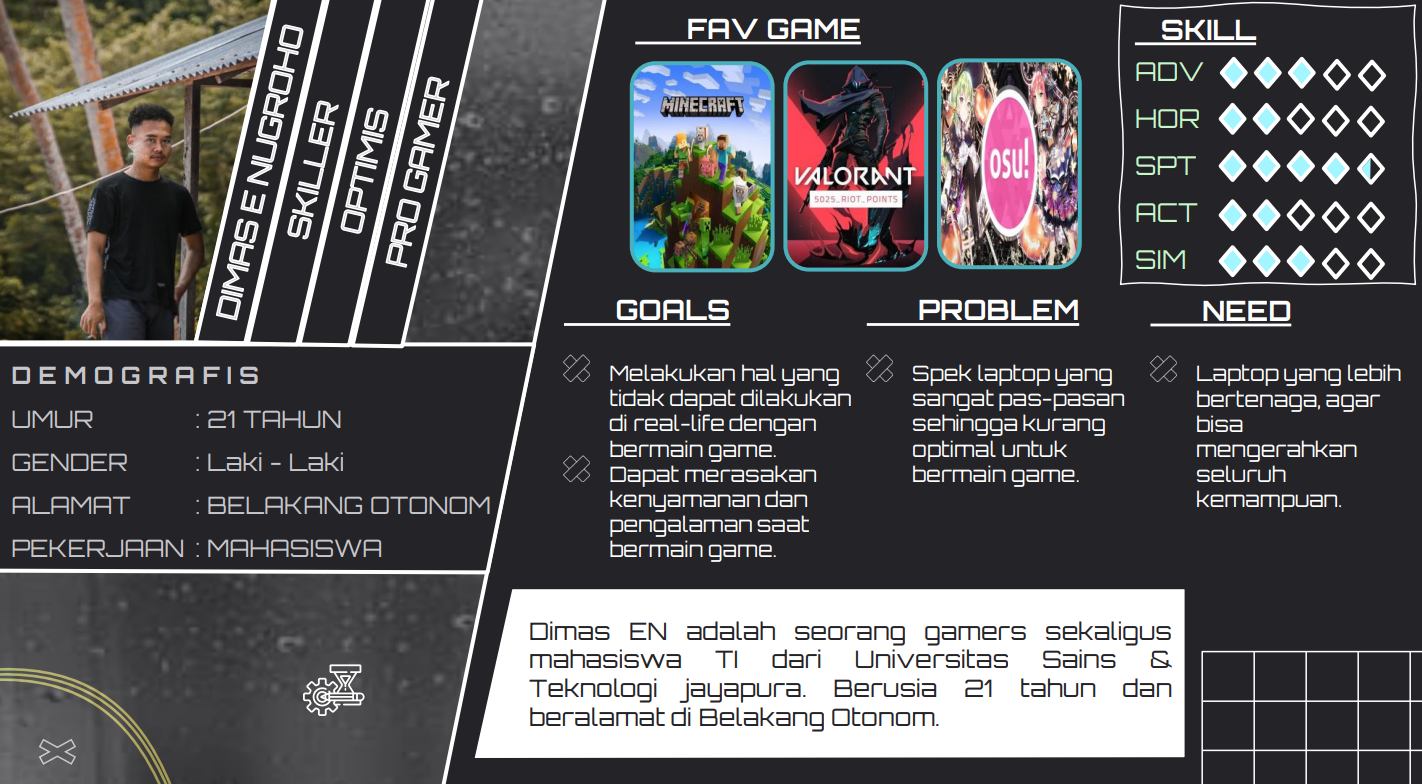 DIMAS E NUGROHO
SKILLER
OPTIMIS
PRO GAMER
DEMOGRAFIS
UMUR : 21 TAHUN
GENDER : Laki - Laki
ALAMAT : BELAKANG OTONOM
PEKERJAAN : MAHASISWA
FAV GAME
MINECRAFT
VALORANT
5025_RIOT_POINTS
osu!
SKILL
ADV
HOR
SPT
ACT
SIM
GOALS
Melakukan hal yang
tidak dapat dilakukan
di real-life dengan
bermain game.
Dapat merasakan
kenyamanan dan
pengalaman saat
bermain game.
PROBLEM
Spek laptop yang
sangat pas-pasan
sehingga kurang
optimal untuk
bermain game.
NEED
Laptop yang lebih
bertenaga, agar
bisa
mengerahkan
seluruh
kemampuan.
Dimas EN adalah seorang gamers sekaligus
mahasiswa TI dari Universitas Sains &
Teknologi jayapura. Berusia 21 tahun dan
beralamat di Belakang Otonom.